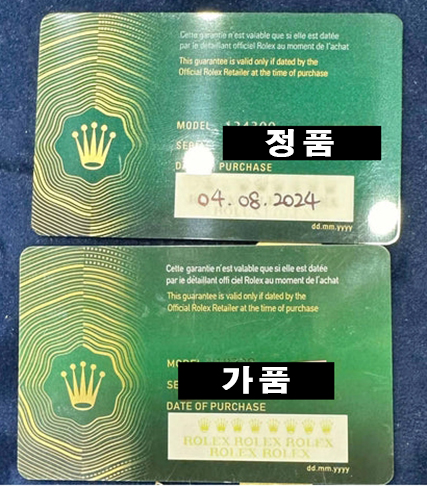 Cette garantie n'est valable que si elle est datée
par le détaillant officiel Rolex au moment de l'achat
This guarantee is valid only if dated by the
Official Rolex Retailer at the time of purchase
MODEL
정품
DATE OF PURCHASE
04.08.2024
dd.mm.yyyy
Cette garantie n'est valable que si elle est datée
par le détaillant offi ciel Rolex au moment de l'achat
This guarantee is valid only if dated by the
Official Rolex Retailer at the time of purchase
가품
DATE OF PURCHASE
ROLEX ROLEX ROLEX
ROLEX ROLEX
dd.mm.yyyy